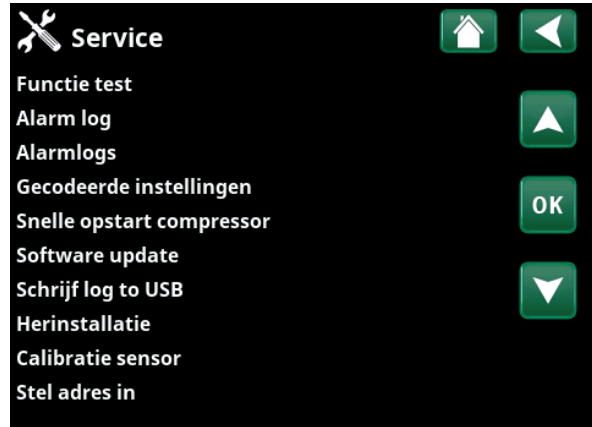 Service
Functie test
Alarm log
Alarmlogs
Gecodeerde instellingen
OK
Snelle opstart compressor
Software update
Schrijf log to USB
Herinstallatie
Calibratie sensor
Stel adres in